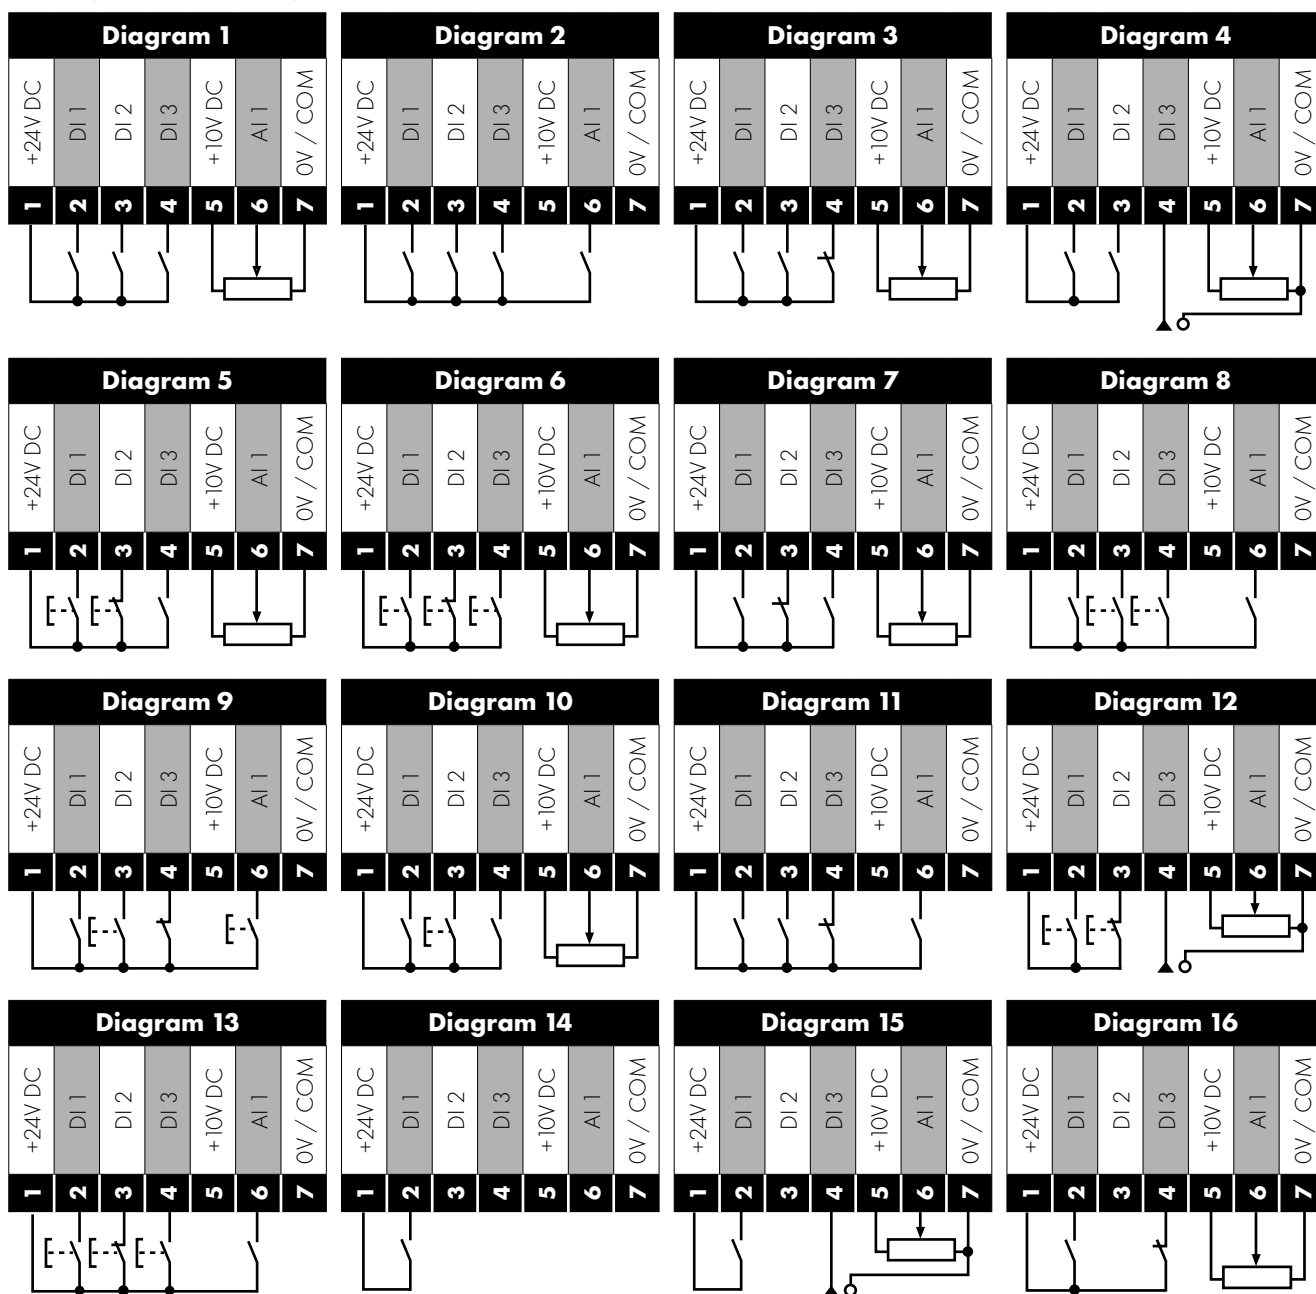 Diagram 1 Diagram 2 Diagram 3 Diagram 4
+24V DC DI 1 DI 2 DI 3 +10V DC AI 1 0V / COM +24V DC DI 1 DI 2 DI 3 +10V DC AI 1 0V / COM +24V DC DI 1 DI 2 DI 3 +10V DC AI 1 0V / COM +24V DC DI 1 DI 2 DI 3 +10V DC AI 1 0V / COM
1 2 3 4 5 6 7 1 2 3 4 5 6 7 1 2 3 4 5 6 7 1 2 3 4 5 6 7
Diagram 5 Diagram 6 Diagram 7 Diagram 8
+24V DC DI 1 DI 2 DI 3 +10V DC AI 1 0V / COM +24V DC DI 1 DI 2 DI 3 +10V DC AI 1 0V / COM +24V DC DI 1 DI 2 DI 3 +10V DC AI 1 0V / COM +24V DC DI 1 DI 2 DI 3 +10V DC AI 1 0V / COM
1 2 3 4 5 6 7 1 2 3 4 5 6 7 1 2 3 4 5 6 7 1 2 3 4 5 6 7
Diagram 9 Diagram 10 Diagram 11 Diagram 12
+24V DC DI 1 DI 2 DI 3 +10V DC AI 1 0V / COM +24V DC DI 1 DI 2 DI 3 +10V DC AI 1 0V / COM +24V DC DI 1 DI 2 DI 3 +10V DC AI 1 0V / COM +24V DC DI 1 DI 2 DI 3 +10V DC AI 1 0V / COM
1 2 3 4 5 6 7 1 2 3 4 5 6 7 1 2 3 4 5 6 7 1 2 3 4 5 6 7
Diagram 13 Diagram 14 Diagram 15 Diagram 16
+24V DC DI 1 DI 2 DI 3 +10V DC AI 1 0V / COM +24V DC DI 1 DI 2 DI 3 +10V DC AI 1 0V / COM +24V DC DI 1 DI 2 DI 3 +10V DC AI 1 0V / COM +24V DC DI 1 DI 2 DI 3 +10V DC AI 1 0V / COM
1 2 3 4 5 6 7 1 2 3 4 5 6 7 1 2 3 4 5 6 7 1 2 3 4 5 6 7